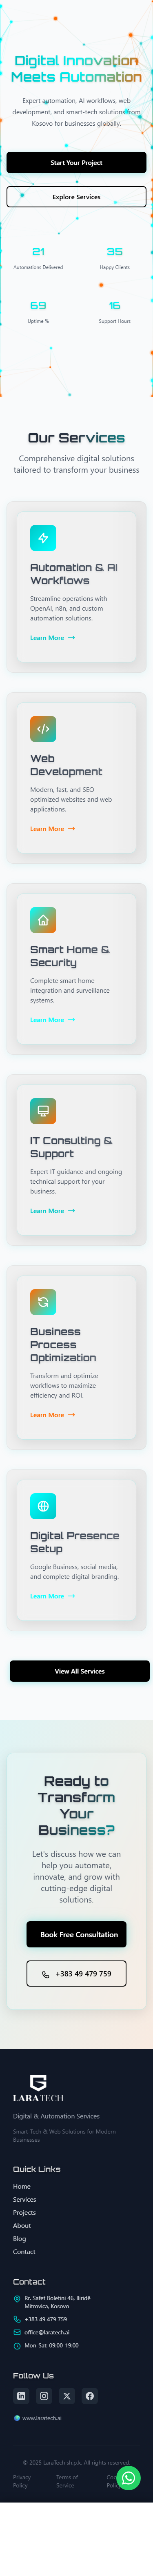 Digital Innovation
Meets Automation
Expert automation, AI workflows, web
development, and smart-tech solutions from
Kosovo for businesses globally.
Start Your Project
Explore Services
21
35
Automations Delivered
Happy Clients
69
16
Uptime %
Support Hours
Our Services
Comprehensive digital solutions
tailored to transform your business
Automation & AI
Workflows
Streamline operations with
OpenAI, n8n, and custom
automation solutions.
Learn More
Web
Development
Modern, fast, and SEO-
optimized websites and web
applications.
Learn More
Smart Home &
Security
Complete smart home
integration and surveillance
systems.
Learn More
IT Consulting &
Support
Expert IT guidance and ongoing
technical support for your
business.
Learn More
Business
Process
Optimization
Transform and optimize
workflows to maximize
efficiency and ROI.
Learn More
Digital Presence
Setup
Google Business, social media,
and complete digital branding.
Learn More
View All Services
Ready to
Transform
Your
Business?
Let's discuss how we can
help you automate,
innovate, and grow with
cutting-edge digital
solutions.
Book Free Consultation
+383 49 479 759
LARATECH
Digital & Automation Services
Smart-Tech & Web Solutions for Modern
Businesses
Quick Links
Home
Services
Projects
About
Blog
Contact
Contact
Rr. Safet Boletini 46, Iliridë
Mitrovica, Kosovo
+383 49 479 759
office@laratech.ai
Mon-Sat: 09:00-19:00
Follow Us
www.laratech.ai
© 2025 LaraTech sh.p.k. All rights reserved.
Privacy
Policy
Terms of
Service